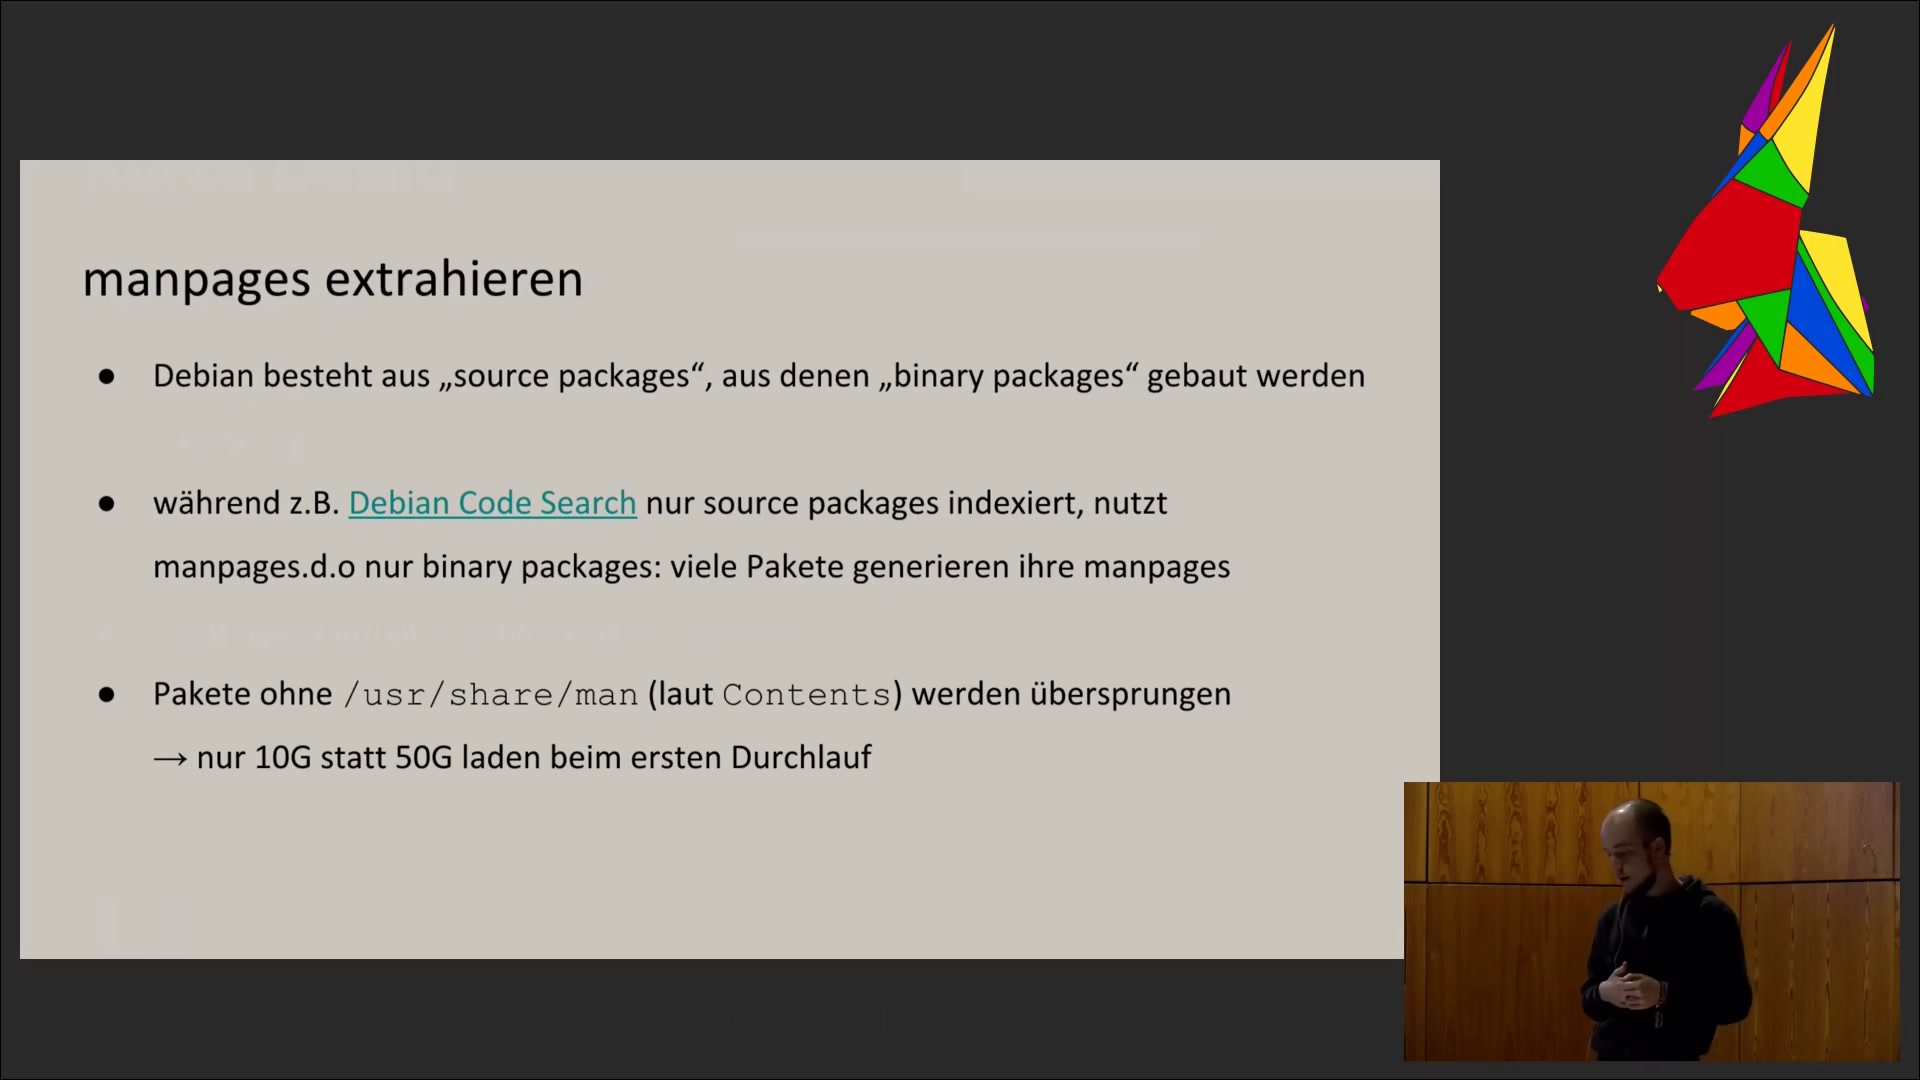 manpages extrahieren
● Debian besteht aus „source packages“, aus denen „binary packages“ gebaut werden
● während z.B. Debian Code Search nur source packages indexiert, nutzt
manpages.d.o nur binary packages: viele Pakete generieren ihre manpages
● Pakete ohne /usr/share/man (laut Contents) werden übersprungen
→ nur 10G statt 50G laden beim ersten Durchlauf